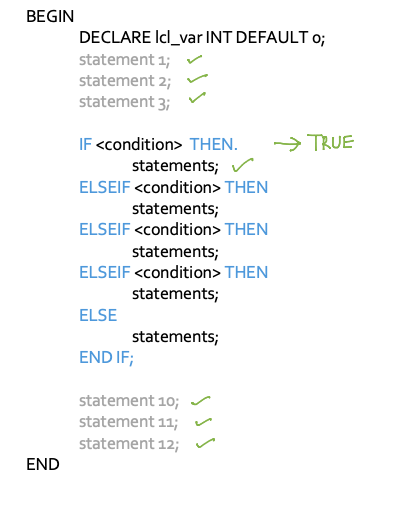 BEGIN
DECLARE lcl_var INT DEFAULT 0;
statement 1; ✓
statement 2; ✓
statement 3; ✓
IF <condition> THEN. → TRUE
statements; ✓
ELSEIF <condition> THEN
statements;
ELSEIF <condition> THEN
statements;
ELSEIF <condition> THEN
statements;
ELSE
statements;
END IF;
statement 10; ✓
statement 11; ✓
statement 12; ✓
END